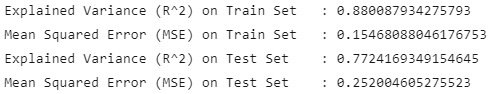 Explained Variance (R^2) on Train Set   : 0.880087934275793
Mean Squared Error (MSE) on Train Set   : 0.15468088046176753
Explained Variance (R^2) on Test Set    : 0.7724169349154645
Mean Squared Error (MSE) on Test Set    : 0.252004605275523